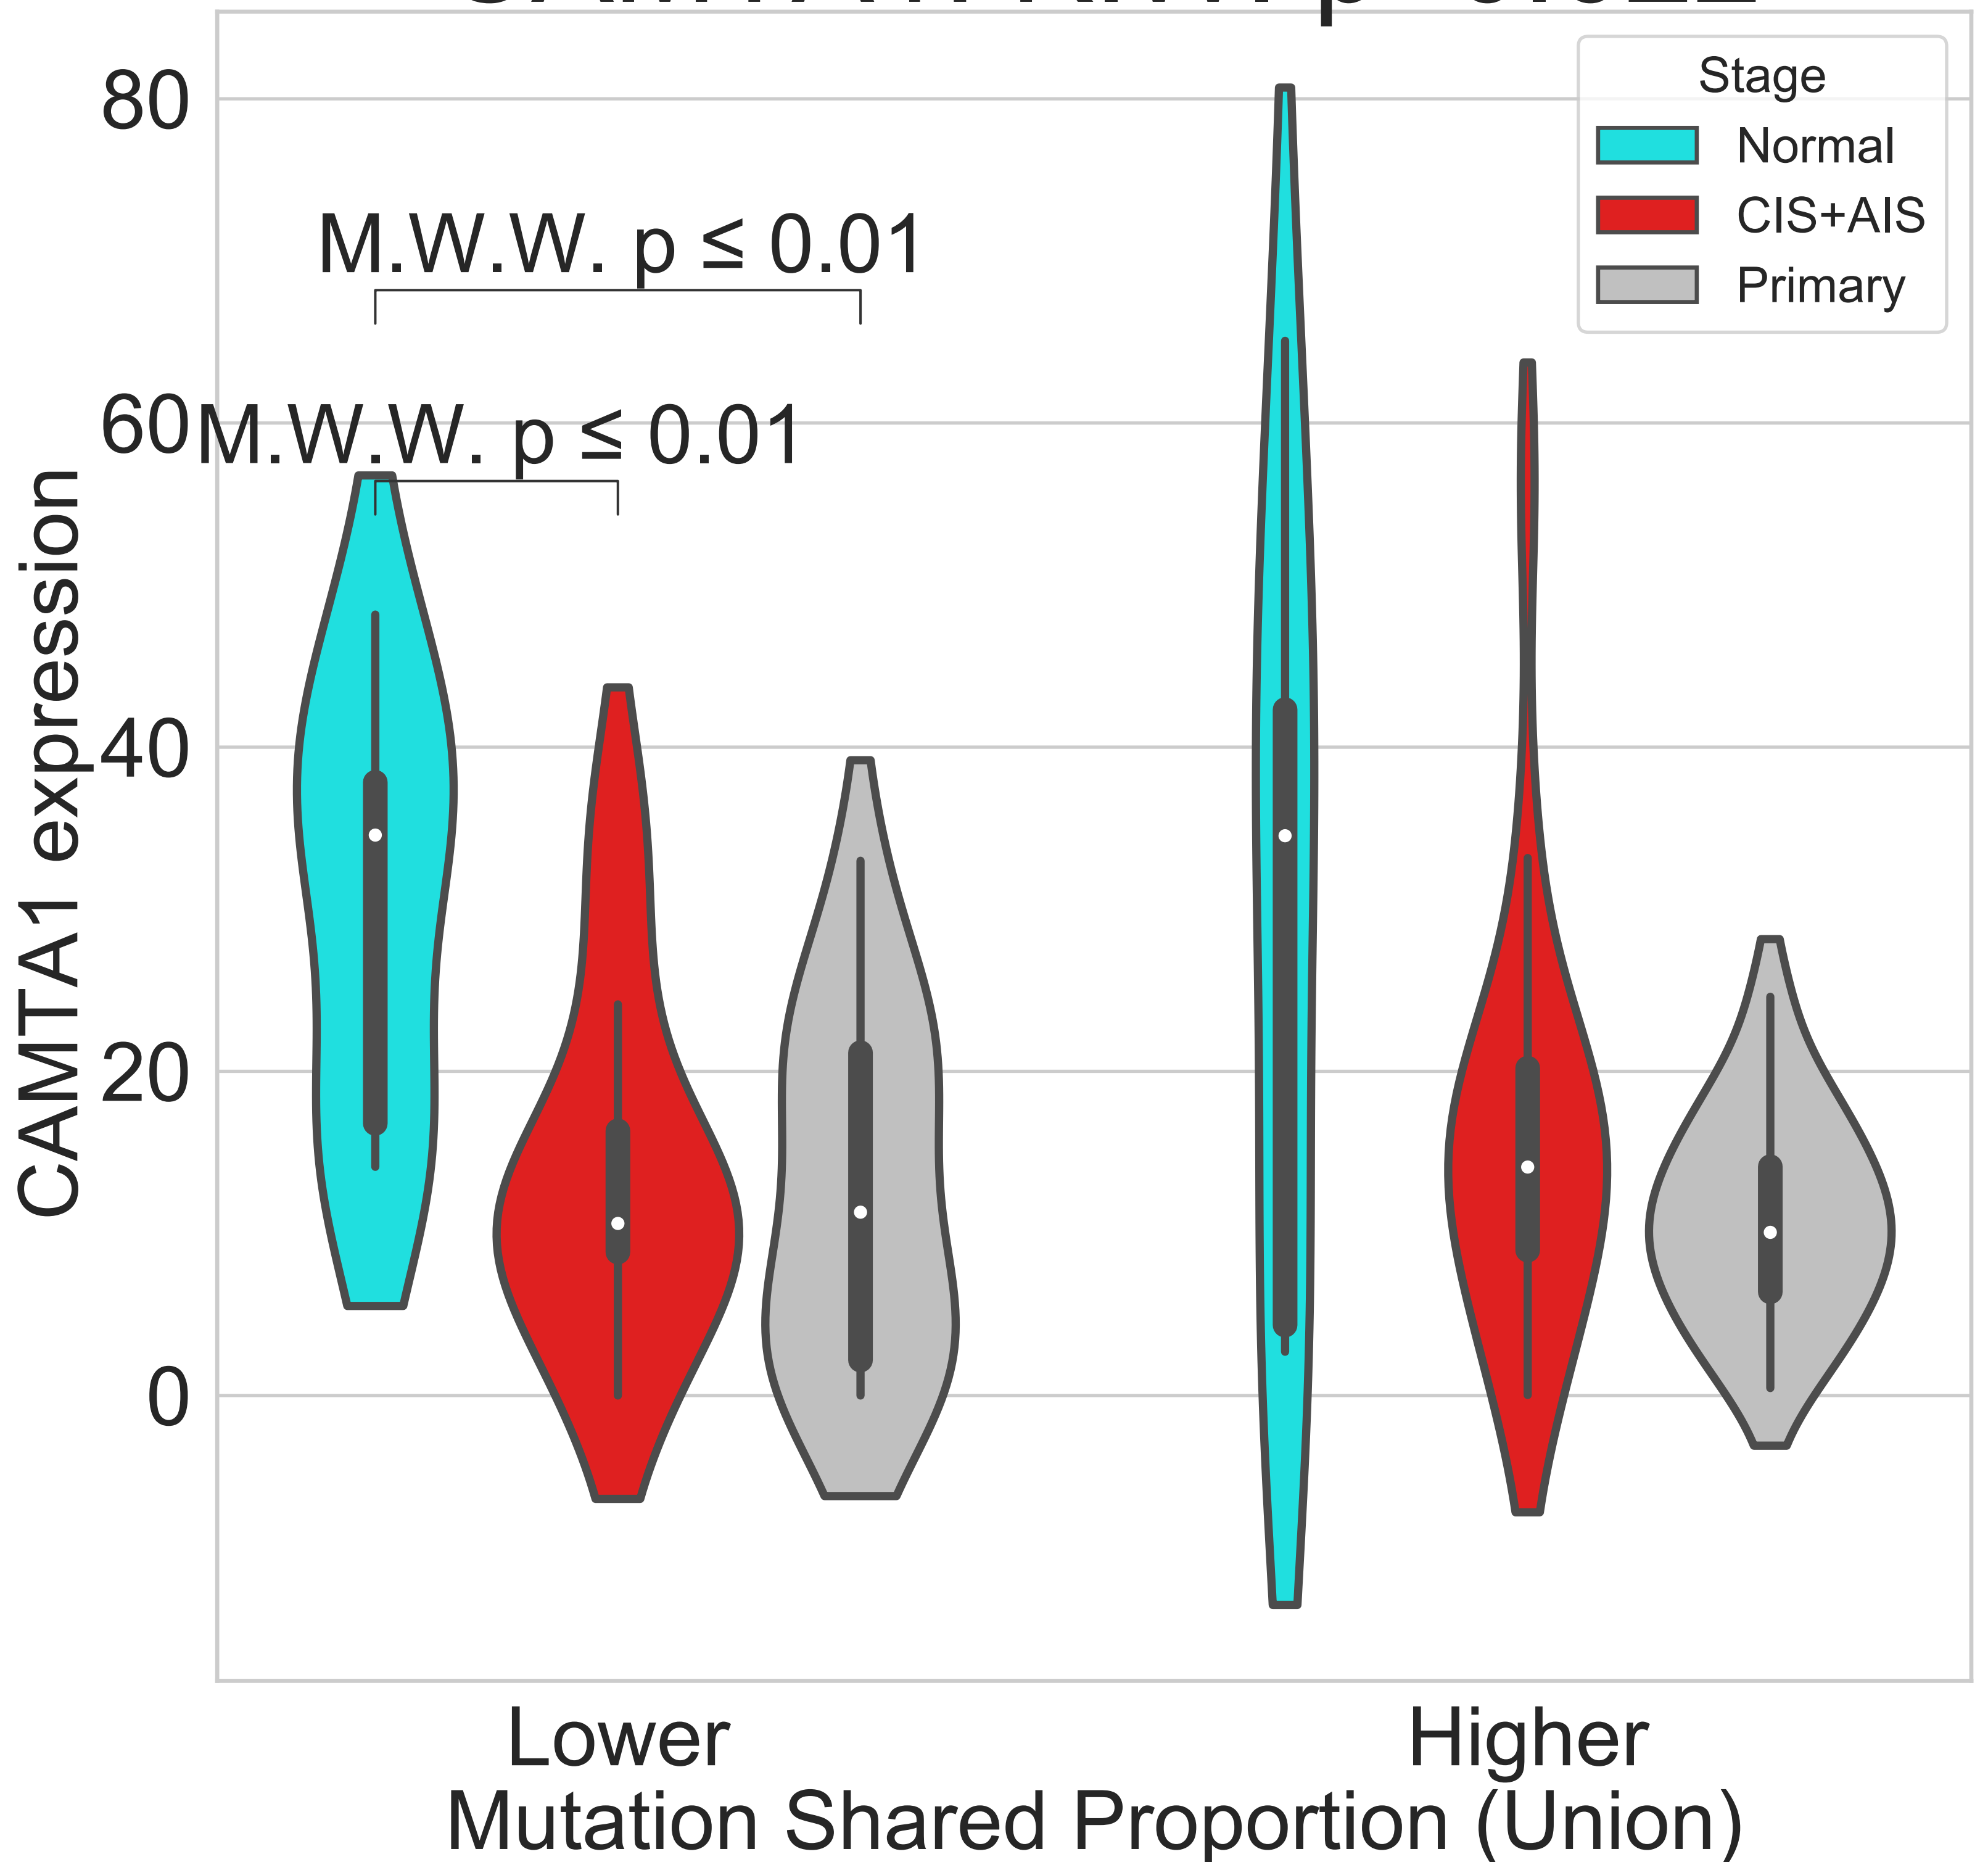 Stage
Normal
CIS+AIS
Primary
M.W.W. p ≤ 0.01
M.W.W. p ≤ 0.01
80
60
40
20
0
CAMTA1 expression
Lower
Higher
Mutation Shared Proportion (Union)